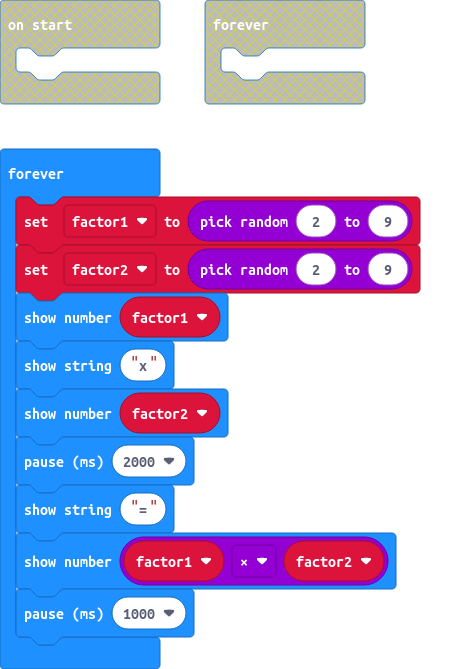 on start
forever
forever
set factor1 to pick random 2 to 9
set factor2 to pick random 2 to 9
show number factor1
show string "x"
show number factor2
pause (ms) 2000
show string "="
show number factor1 × factor2
pause (ms) 1000